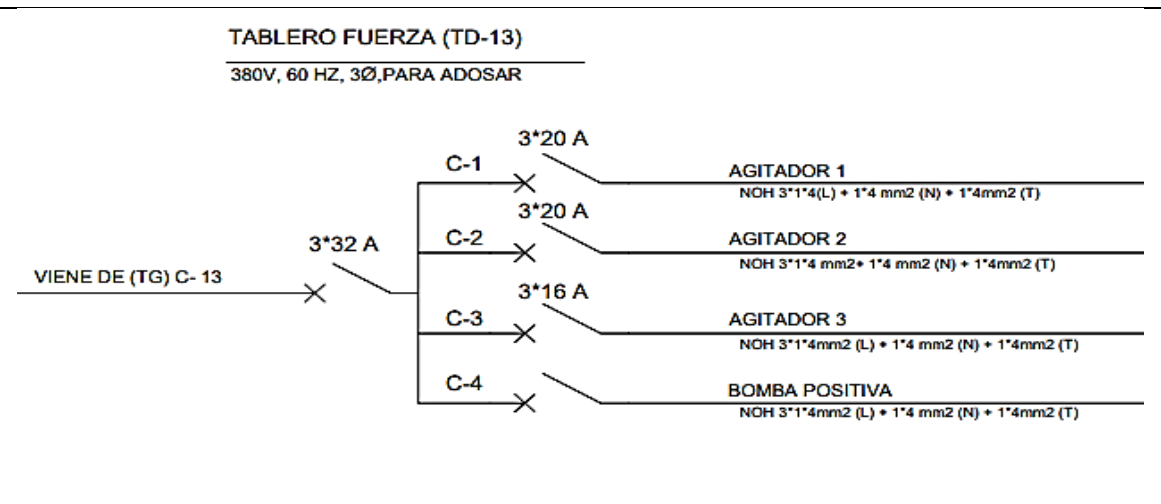 TABLERO FUERZA (TD-13)
380V, 60 HZ, 3Ø,PARA ADOSAR
3*20 A
C-1
AGITADOR 1
NOH 3*1*4(L) + 1*4 mm2 (N) + 1*4mm2 (T)
3*20 A
C-2
AGITADOR 2
NOH 3*1*4 mm2+ 1*4 mm2 (N) + 1*4mm2 (T)
3*32 A
VIENE DE (TG) C- 13
3*16 A
C-3
AGITADOR 3
NOH 3*1*4mm2 (L) + 1*4 mm2 (N) + 1*4mm2 (T)
C-4
BOMBA POSITIVA
NOH 3*1*4mm2 (L) + 1*4 mm2 (N) + 1*4mm2 (T)